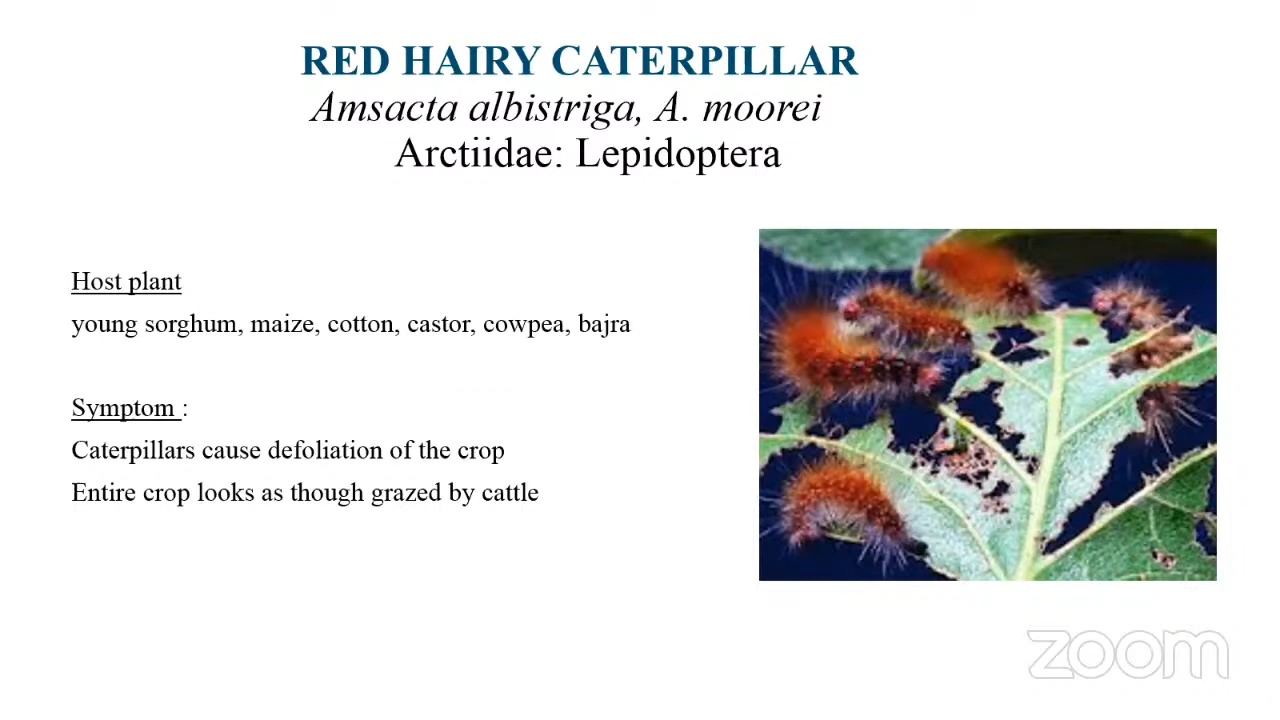 RED HAIRY CATERPILLAR
Amsacta albistriga, A. moorei
Arctiidae: Lepidoptera
Host plant
young sorghum, maize, cotton, castor, cowpea, bajra
Symptom :
Caterpillars cause defoliation of the crop
Entire crop looks as though grazed by cattle
zoom